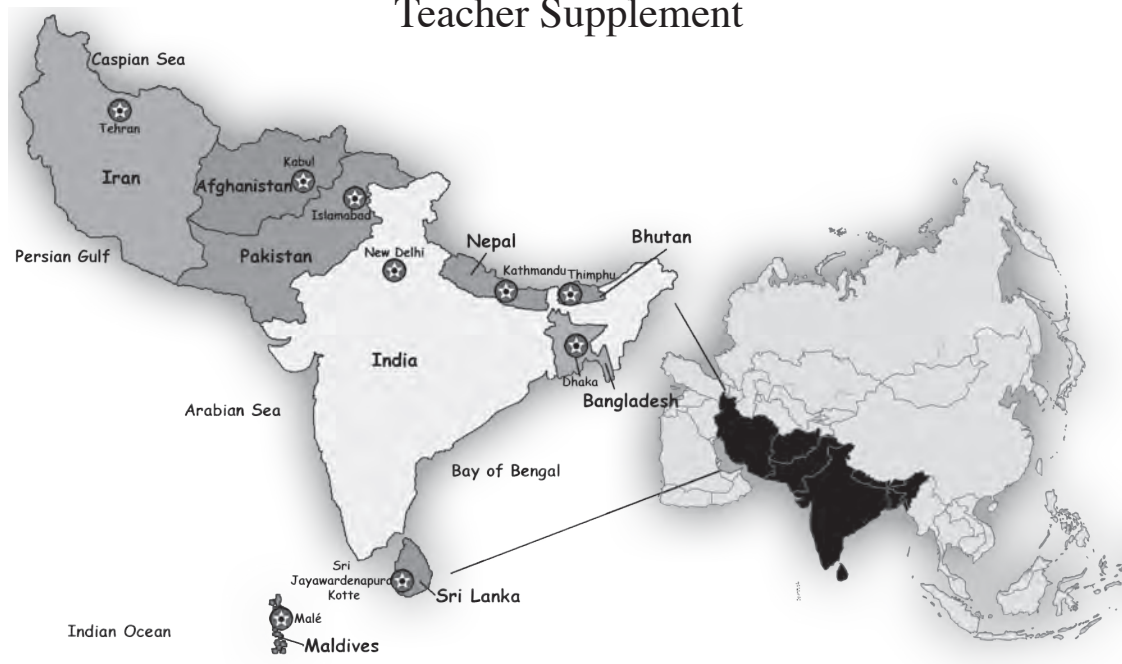 Teacher Supplement
Caspian Sea
Tehran
Iran
Kabul
Afghanistan
Islamabad
Persian Gulf
Pakistan
New Delhi
Nepal
Kathmandu
Thimphu
Bhutan
India
Dhaka
Bangladesh
Arabian Sea
Bay of Bengal
Sri
Jayawardenapura
Kotte
Sri Lanka
Malé
Indian Ocean
Maldives